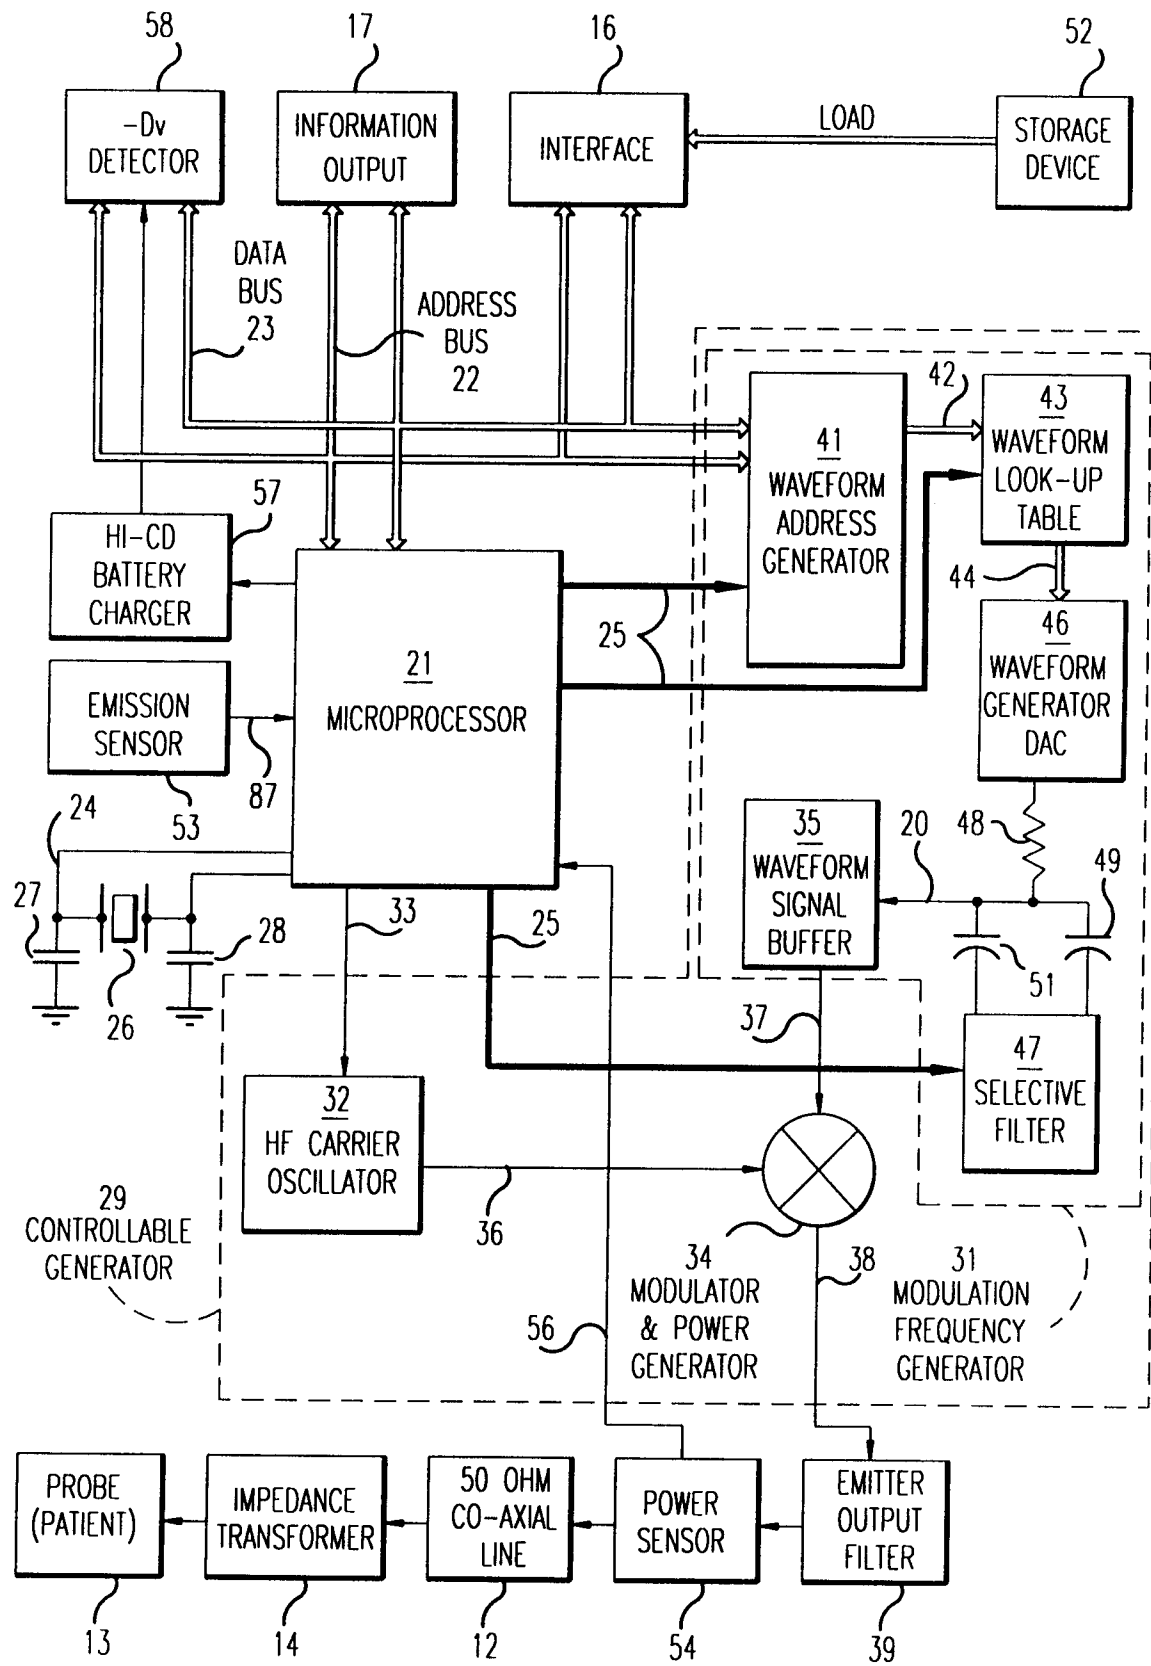 58
17
16
52
-Dv
DETECTOR
INFORMATION
OUTPUT
INTERFACE
LOAD
STORAGE
DEVICE
DATA
BUS
23
ADDRESS
BUS
22
42
41
WAVEFORM
ADDRESS
GENERATOR
43
WAVEFORM
LOOK-UP
TABLE
44
57
HI-CD
BATTERY
CHARGER
25
46
WAVEFORM
GENERATOR
DAC
21
MICROPROCESSOR
EMISSION
SENSOR
87
53
24
27
26
28
33
25
35
WAVEFORM
SIGNAL
BUFFER
20
48
49
51
37
47
SELECTIVE
FILTER
32
HF CARRIER
OSCILLATOR
36
29
CONTROLLABLE
GENERATOR
34
MODULATOR
& POWER
GENERATOR
38
31
MODULATION
FREQUENCY
GENERATOR
56
PROBE
(PATIENT)
IMPEDANCE
TRANSFORMER
50 OHM
CO-AXIAL
LINE
POWER
SENSOR
EMITTER
OUTPUT
FILTER
13
14
12
54
39